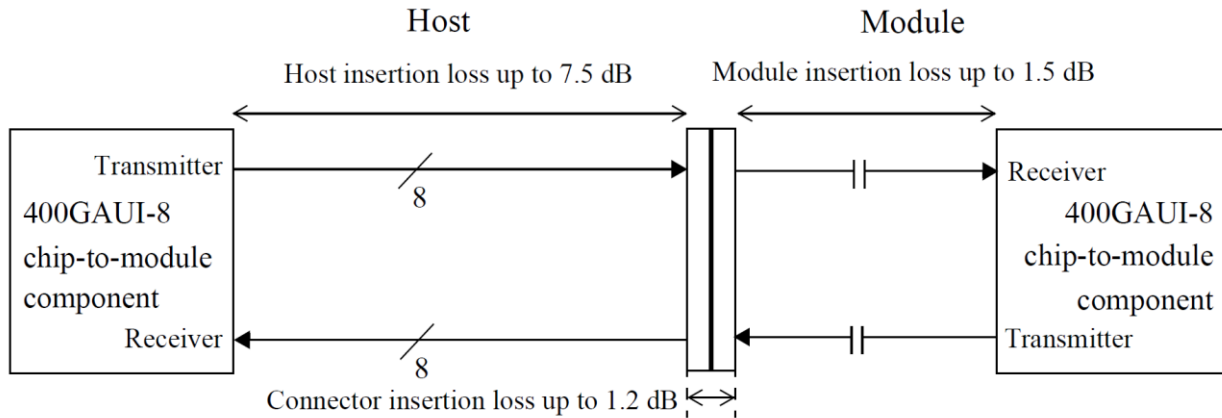 Host
Module
Host insertion loss up to 7.5 dB
Module insertion loss up to 1.5 dB
Transmitter
8
400GAUI-8
chip-to-module
component
Receiver
8
Receiver
400GAUI-8
chip-to-module
component
Transmitter
Connector insertion loss up to 1.2 dB